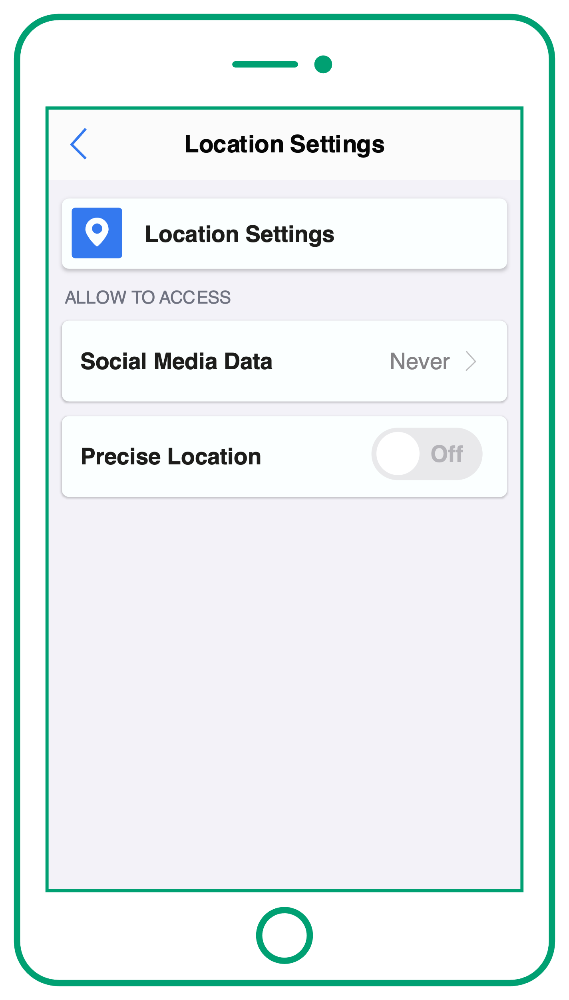 Location Settings
Location Settings
ALLOW TO ACCESS
Social Media Data Never
Precise Location Off